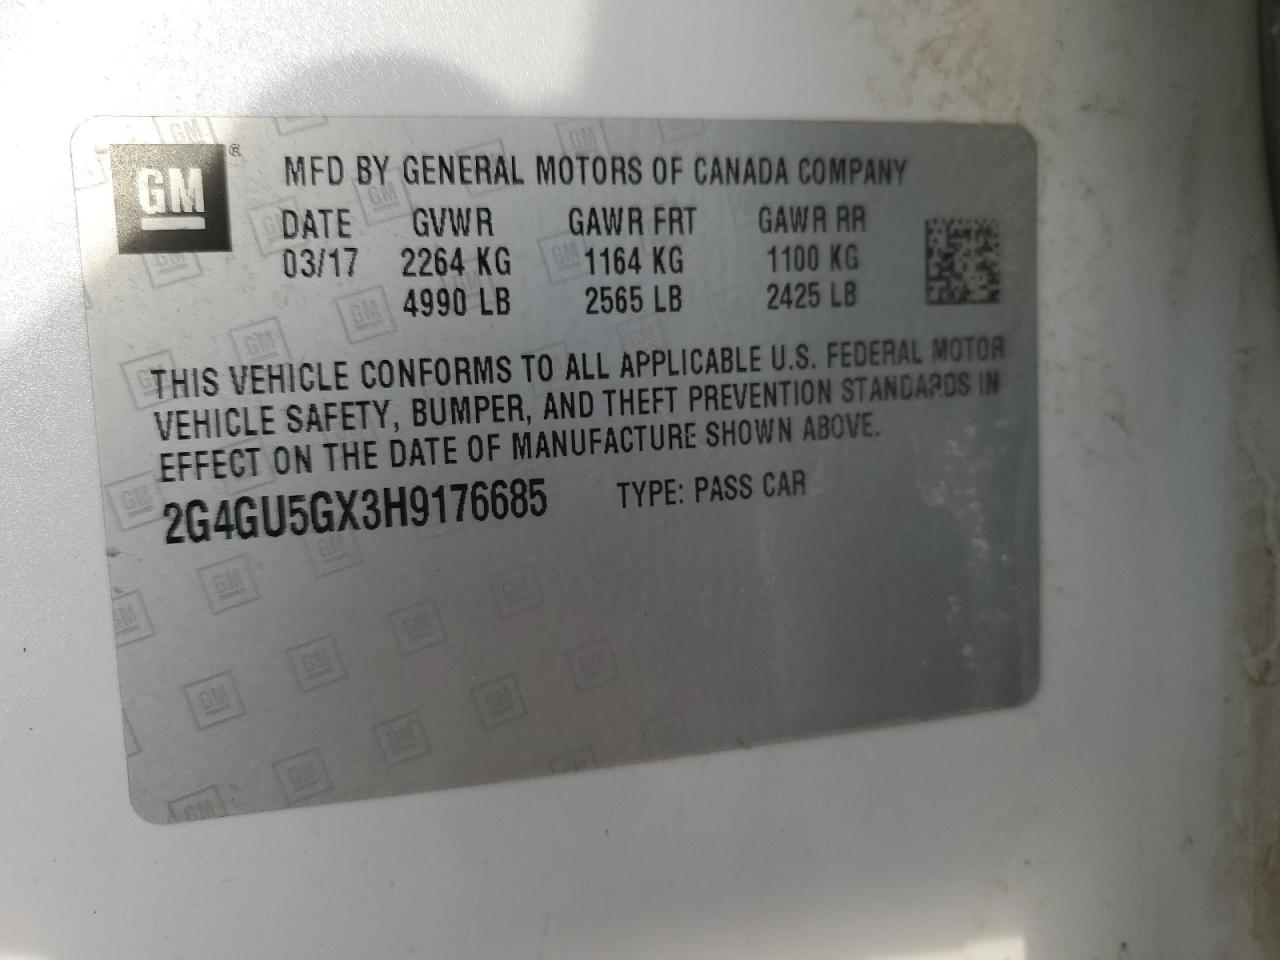 GM ®
MFD BY GENERAL MOTORS OF CANADA COMPANY
DATE GVWR GAWR FRT GAWR RR
03/17 2264 KG 1164 KG 1100 KG
4990 LB 2565 LB 2425 LB
THIS VEHICLE CONFORMS TO ALL APPLICABLE U.S. FEDERAL MOTOR
VEHICLE SAFETY, BUMPER, AND THEFT PREVENTION STANDARDS IN
EFFECT ON THE DATE OF MANUFACTURE SHOWN ABOVE.
2G4GU5GX3H9176685 TYPE: PASS CAR